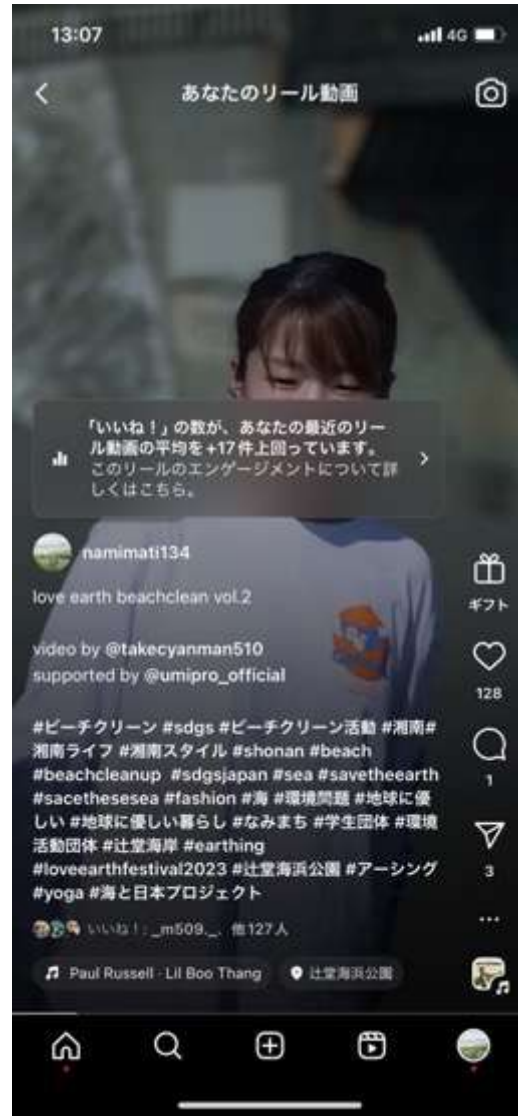 13:07
4G
あなたのリール動画
「いいね！」の数が、あなたの最近のリー
ル動画の平均を+17件上回っています。
このリールのエンゲージメントについて詳
しくはこちら。
namimati134
love earth beachclean vol.2
ギフト
video by @takecyanman510
supported by @umipro_official
128
#ビーチクリーン #sdgs #ビーチクリーン活動 #湘南#
湘南ライフ #湘南スタイル #shonan #beach
#beachcleanup #sdgsjapan #sea #savetheearth
#sacethesesea #fashion #海 #環境問題 #地球に優
しい #地球に優しい暮らし #なみまち #学生団体 #環境
活動団体 #辻堂海岸 #earthing
#loveearthfestival2023 #辻堂海浜公園 #アーシング
#yoga #海と日本プロジェクト
1
3
いいね！: _m509._、他127人
Paul Russell · Lil Boo Thang
辻堂海浜公園